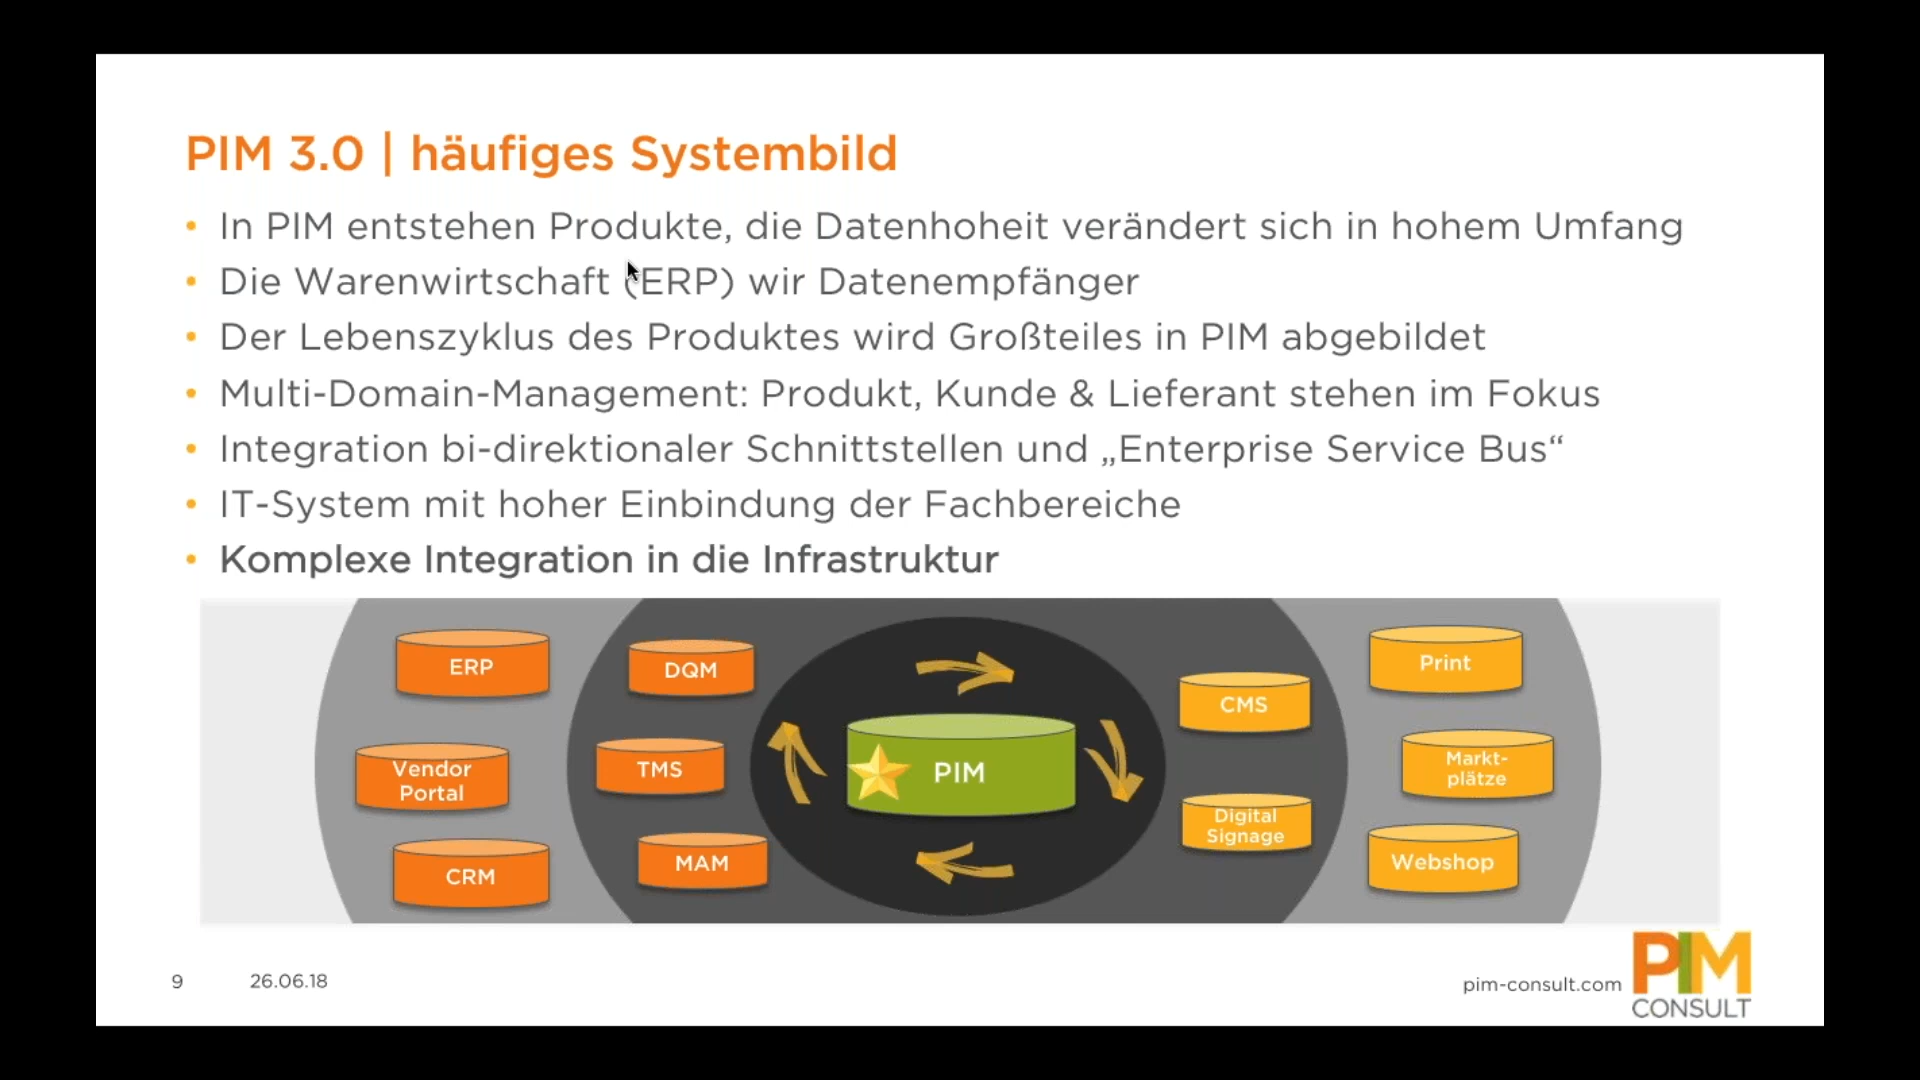 PIM 3.0 | häufiges Systembild
• In PIM entstehen Produkte, die Datenhoheit verändert sich in hohem Umfang
• Die Warenwirtschaft (ERP) wir Datenempfänger
• Der Lebenszyklus des Produktes wird Großteiles in PIM abgebildet
• Multi-Domain-Management: Produkt, Kunde & Lieferant stehen im Fokus
• Integration bi-direktionaler Schnittstellen und „Enterprise Service Bus“
• IT-System mit hoher Einbindung der Fachbereiche
• Komplexe Integration in die Infrastruktur
ERP
Vendor
Portal
CRM
DQM
TMS
MAM
PIM
CMS
Digital
Signage
Print
Markt-
plätze
Webshop
9
26.06.18
pim-consult.com
PIM
CONSULT